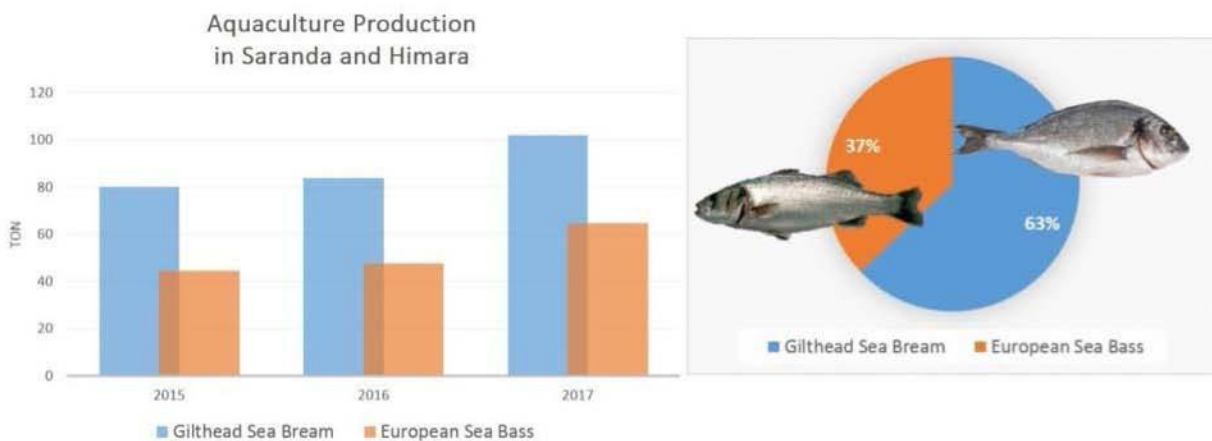 Aquaculture Production
in Saranda and Himara
TON
120
100
80
60
40
20
0
2015 2016 2017
Gilthead Sea Bream European Sea Bass
37%
63%
Gilthead Sea Bream European Sea Bass